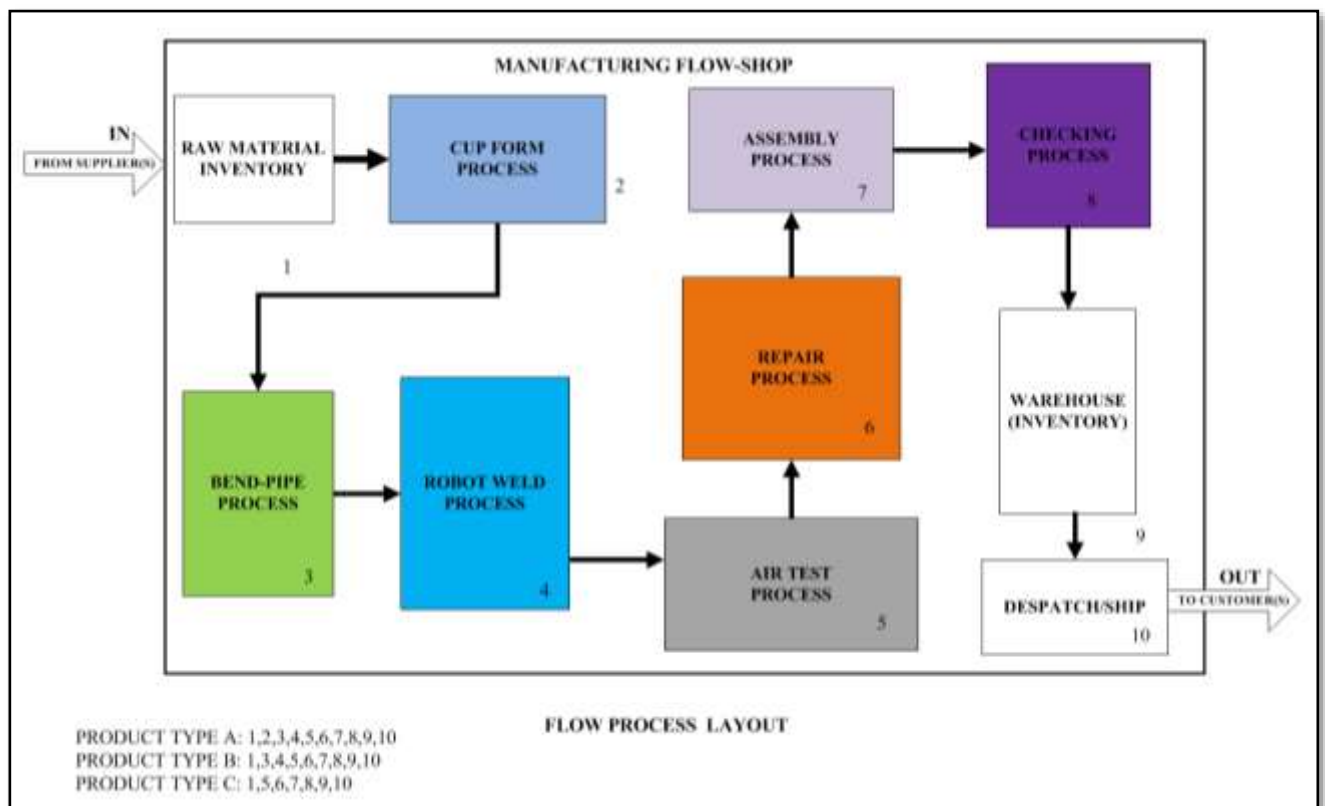 MANUFACTURING FLOW-SHOP
IN
FROM SUPPLIER(S)
RAW MATERIAL
INVENTORY
CUP FORM
PROCESS
2
ASSEMBLY
PROCESS
7
CHECKING
PROCESS
8
1
BEND-PIPE
PROCESS
3
ROBOT WELD
PROCESS
4
REPAIR
PROCESS
6
AIR TEST
PROCESS
5
WAREHOUSE
(INVENTORY)
9
DESPATCH/SHIP
10
OUT
TO CUSTOMER(S)
FLOW PROCESS LAYOUT
PRODUCT TYPE A: 1,2,3,4,5,6,7,8,9,10
PRODUCT TYPE B: 1,3,4,5,6,7,8,9,10
PRODUCT TYPE C: 1,5,6,7,8,9,10